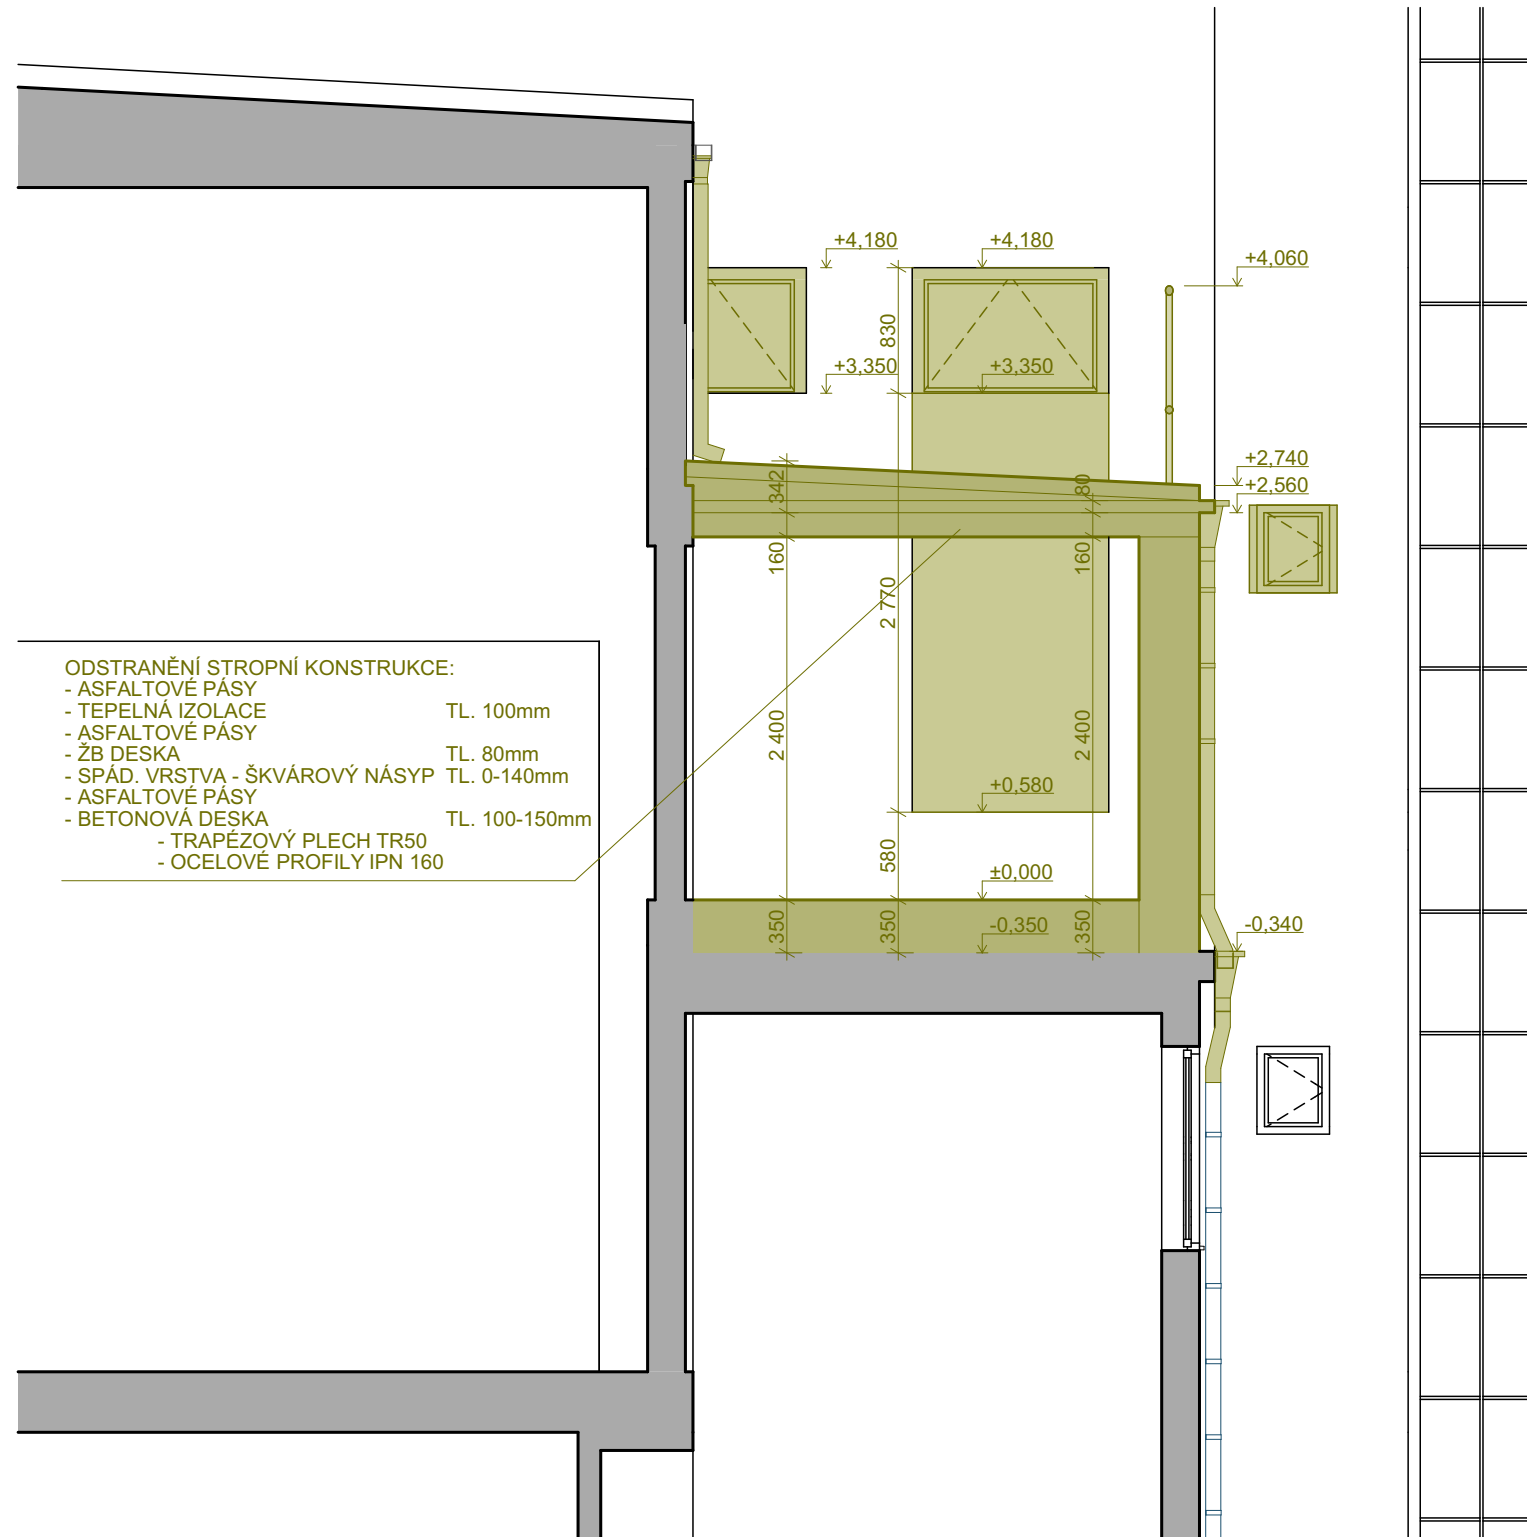 +4,180
+4,180
+4,060
830
+3,350
+3,350
+2,740
+2,560
342
80
160
160
2 770
ODSTRANĚNÍ STROPNÍ KONSTRUKCE:
- ASFALTOVÉ PÁSY
- TEPELNÁ IZOLACE TL. 100mm
- ASFALTOVÉ PÁSY
- ŽB DESKA TL. 80mm
- SPÁD. VRSTVA - ŠKVÁROVÝ NÁSYP TL. 0-140mm
- ASFALTOVÉ PÁSY
- BETONOVÁ DESKA TL. 100-150mm
- TRAPÉZOVÝ PLECH TR50
- OCELOVÉ PROFILY IPN 160
2 400
2 400
+0,580
580
±0,000
350
350
-0,350
350
-0,340